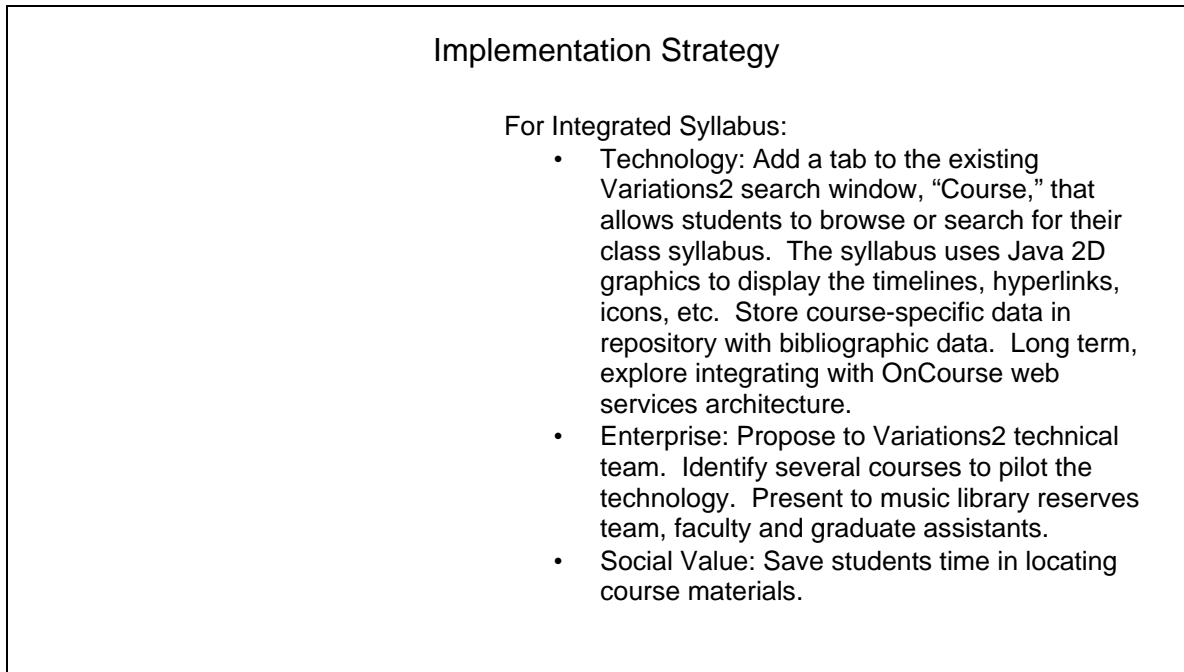 Implementation Strategy
For Integrated Syllabus:
• Technology: Add a tab to the existing
Variations2 search window, “Course,” that
allows students to browse or search for their
class syllabus.  The syllabus uses Java 2D
graphics to display the timelines, hyperlinks,
icons, etc.  Store course-specific data in
repository with bibliographic data.  Long term,
explore integrating with OnCourse web
services architecture.
• Enterprise: Propose to Variations2 technical
team.  Identify several courses to pilot the
technology.  Present to music library reserves
team, faculty and graduate assistants.
• Social Value: Save students time in locating
course materials.